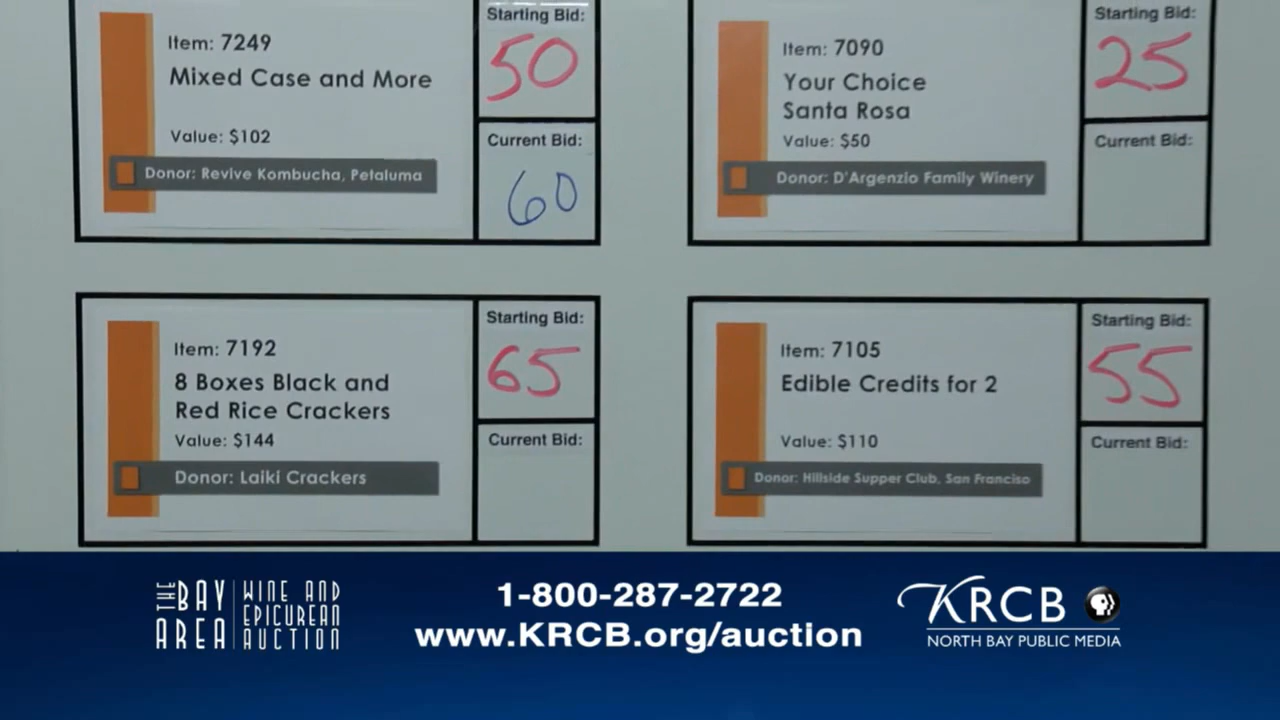 Item: 7249
Mixed Case and More
Value: $102
Donor: Revive Kombucha, Petaluma
Starting Bid:
50
Current Bid:
60
Item: 7090
Your Choice
Santa Rosa
Value: $50
Donor: D'Argenzio Family Winery
Starting Bid:
25
Current Bid:
Item: 7192
8 Boxes Black and
Red Rice Crackers
Value: $144
Donor: Laiki Crackers
Starting Bid:
65
Current Bid:
Item: 7105
Edible Credits for 2
Value: $110
Donor: Hillside Supper Club, San Franciso
Starting Bid:
55
Current Bid:
THE BAY AREA
WINE AND
EPICUREAN
AUCTION
1-800-287-2722
www.KRCB.org/auction
KRCB
NORTH BAY PUBLIC MEDIA